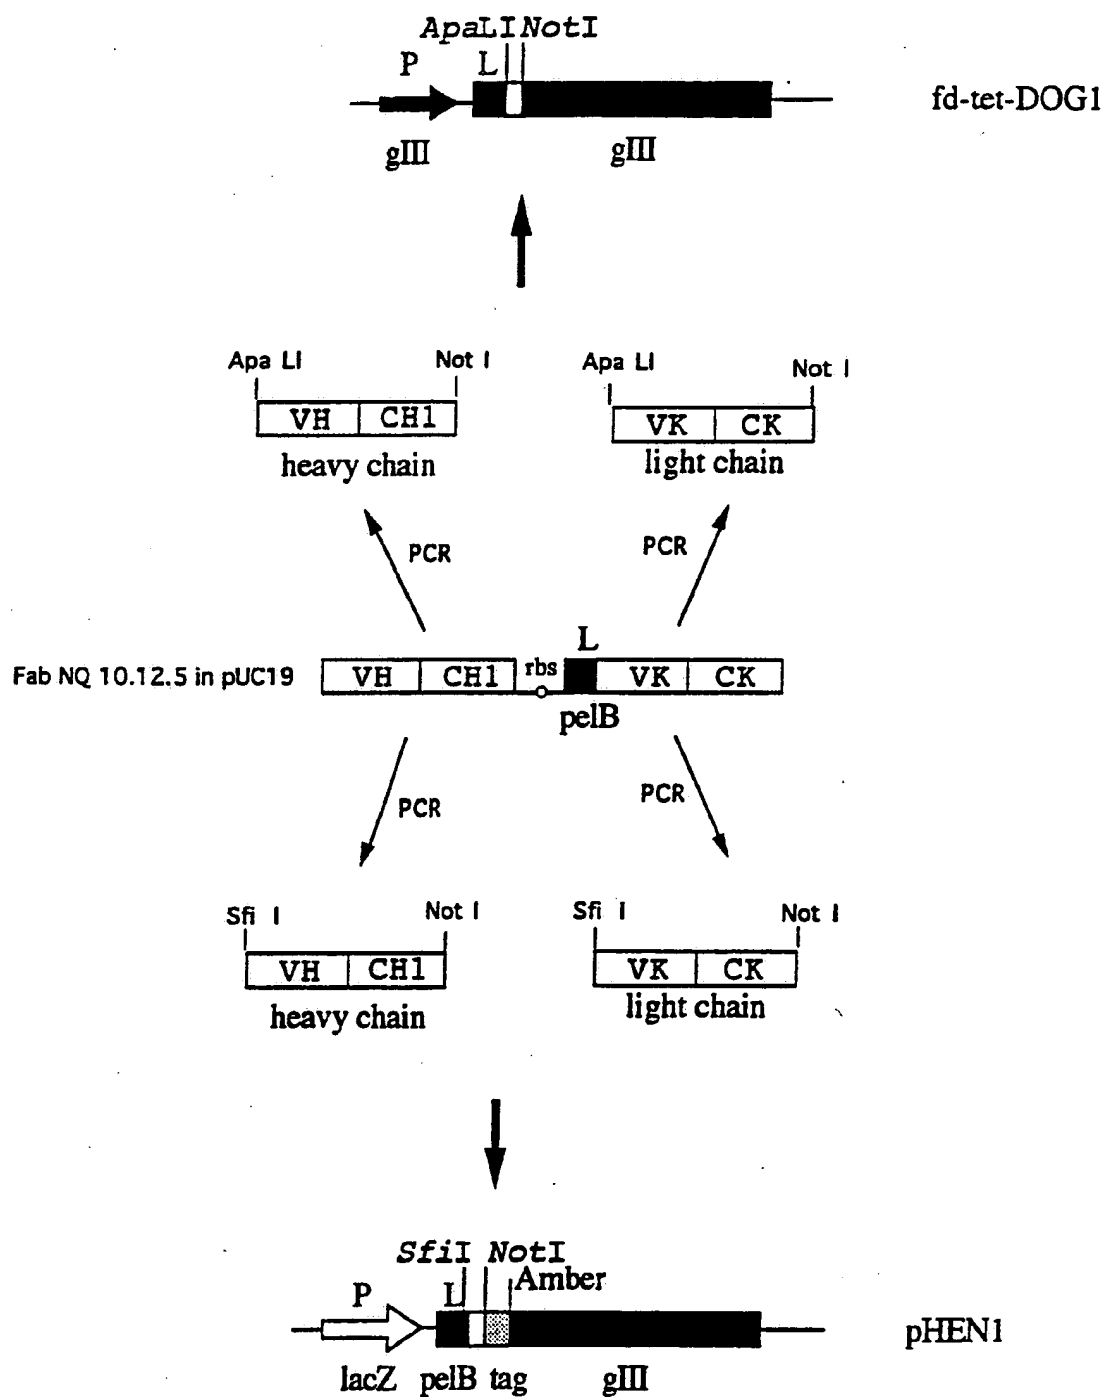 ApaLI NotI
P L
fd-tet-DOG1
gIII gIII
Apa LI Not I Apa LI Not I
VH CH1 VK CK
heavy chain light chain
PCR PCR
L
Fab NQ 10.12.5 in pUC19 VH CH1 rbs VK CK
pelB
PCR PCR
Sfi I Not I Sfi I Not I
VH CH1 VK CK
heavy chain light chain
SfiI NotI
P L Amber
pHEN1
lacZ pelB tag gIII